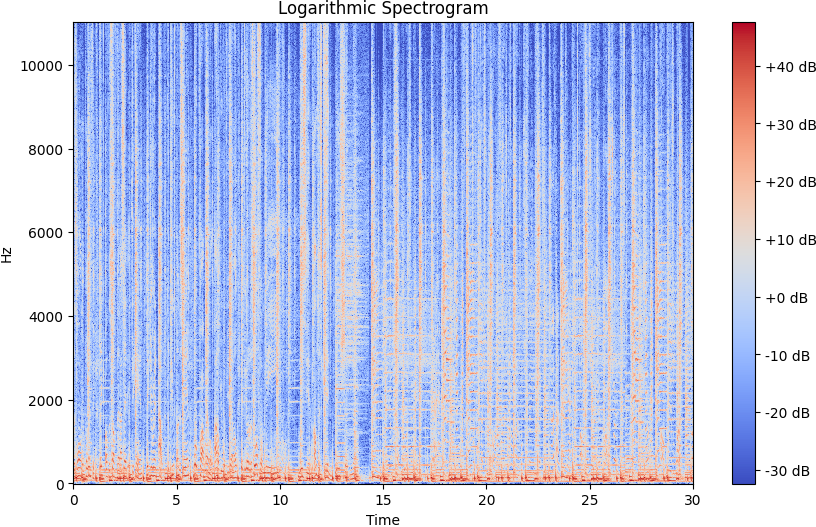 Logarithmic Spectrogram
Hz
10000
8000
6000
4000
2000
0
0 5 10 15 20 25 30
Time
+40 dB
+30 dB
+20 dB
+10 dB
+0 dB
-10 dB
-20 dB
-30 dB